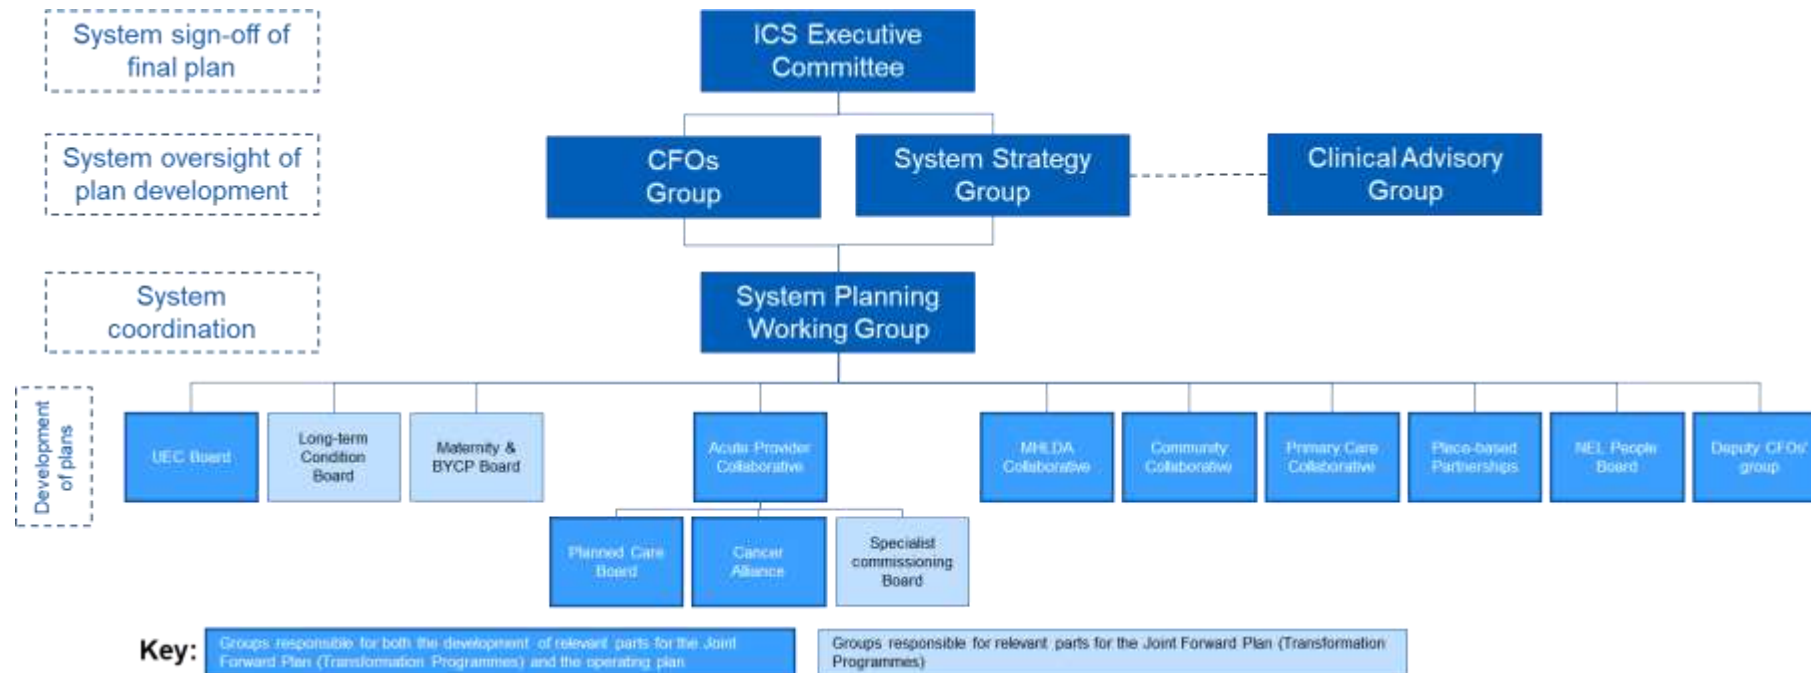 System sign-off of
final plan
ICS Executive
Committee
System oversight of
plan development
CFOs
Group
System Strategy
Group
Clinical Advisory
Group
System
coordination
System Planning
Working Group
Development
of plans
UEC Board
Long-term
Condition
Board
Maternity &
BYCP Board
Acute Provider
Collaborative
MHLDA
Collaborative
Community
Collaborative
Primary Care
Collaborative
Place-based
Partnerships
NEL People
Board
Deputy CFOs'
group
Planned Care
Board
Cancer
Alliance
Specialist
commissioning
Board
Key:
Groups responsible for both the development of relevant parts for the Joint
Forward Plan (Transformation Programmes) and the operating plan
Groups responsible for relevant parts for the Joint Forward Plan (Transformation
Programmes)